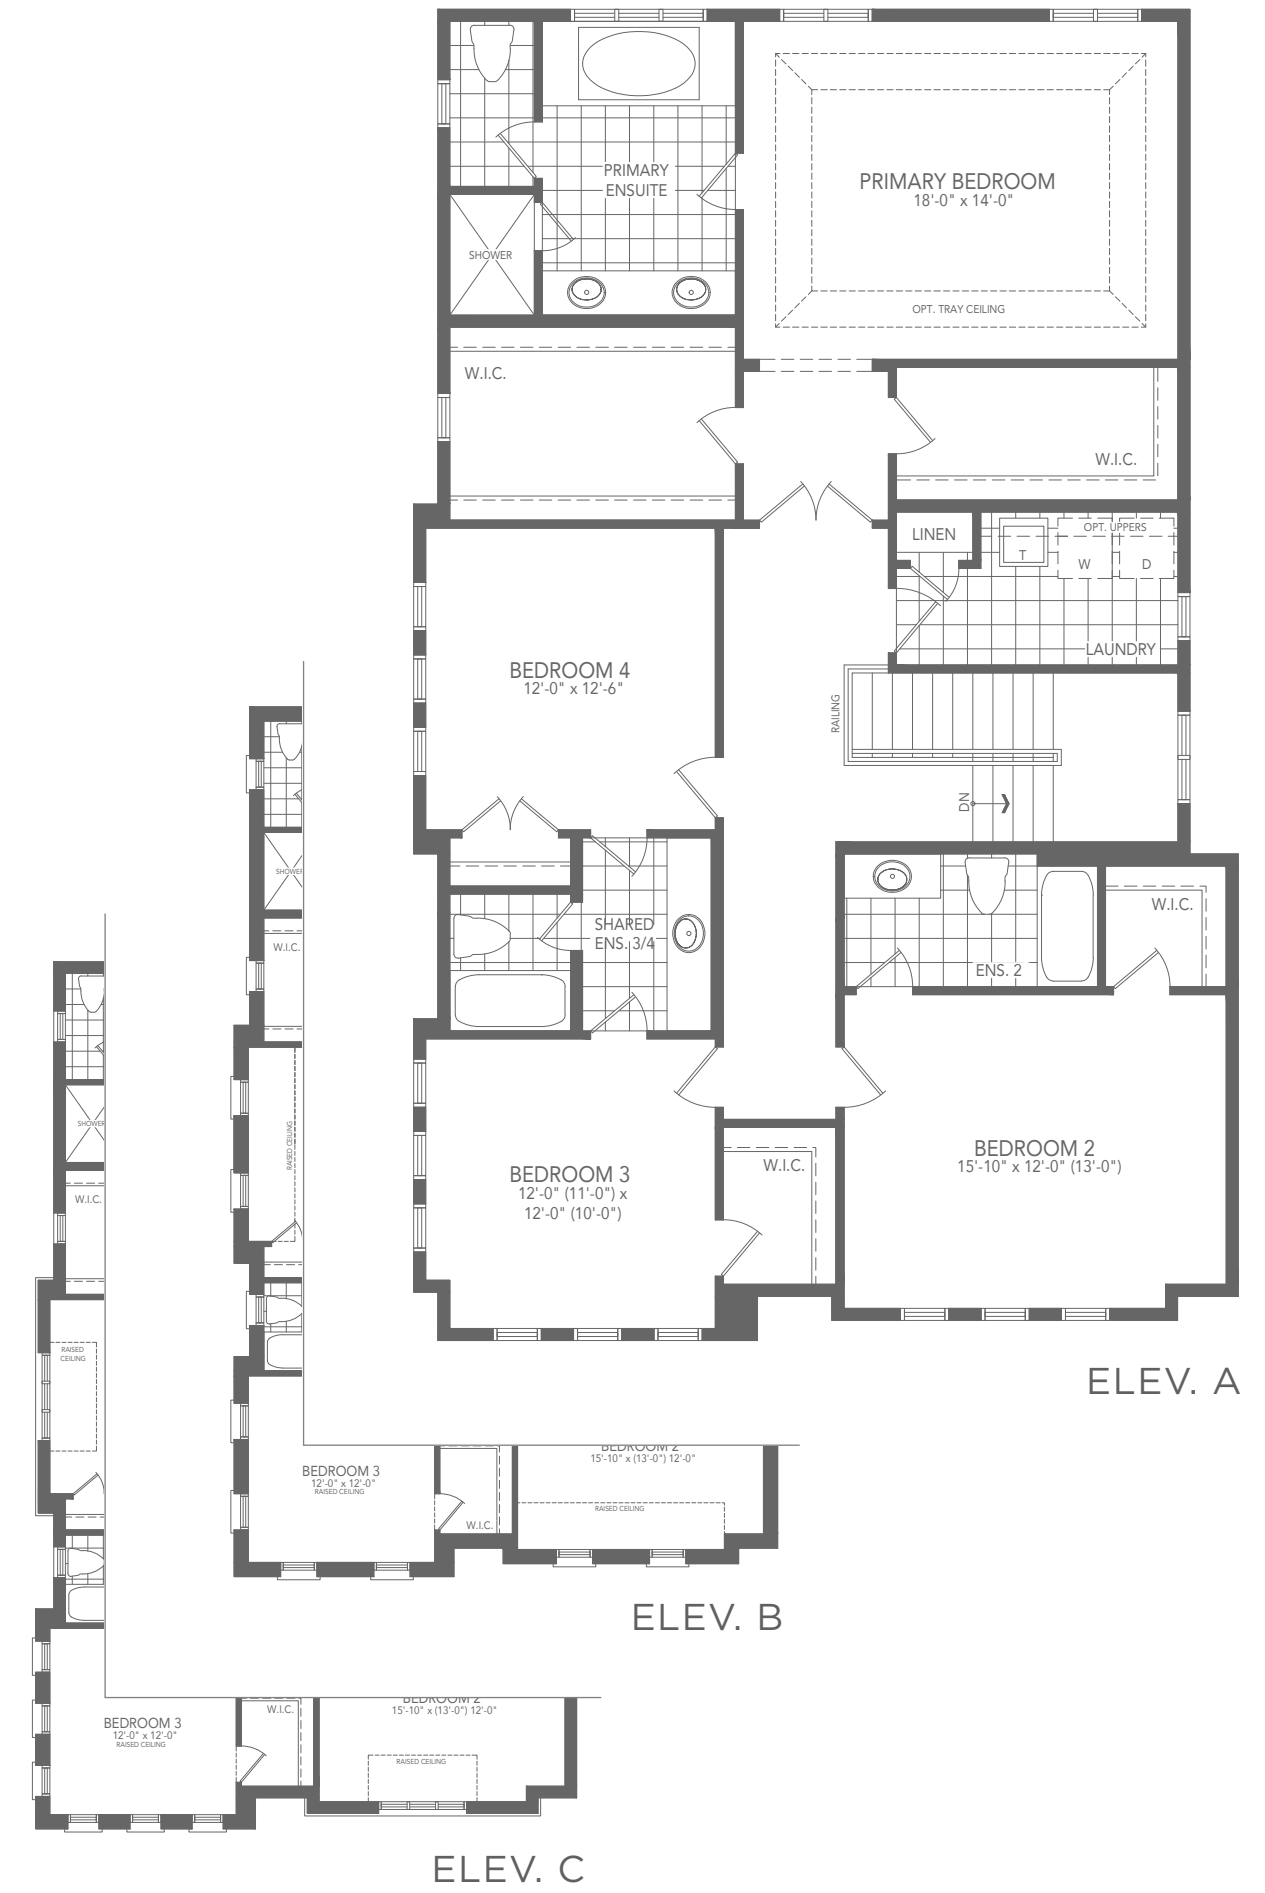 PRIMARY
ENSUITE
PRIMARY BEDROOM
18'-0" x 14'-0"
SHOWER
OPT. TRAY CEILING
W.I.C.
W.I.C.
LINEN
OPT. UPPERS
T
W
D
LAUNDRY
BEDROOM 4
12'-0" x 12'-6"
RAILING
DN
SHARED
ENS. 3/4
ENS. 2
W.I.C.
BEDROOM 3
12'-0" (11'-0") x
12'-0" (10'-0")
W.I.C.
BEDROOM 2
15'-10" x 12'-0" (13'-0")
ELEV. A
SHOWER
W.I.C.
RAISED CEILING
BEDROOM 3
12'-0" x 12'-0"
RAISED CEILING
W.I.C.
BEDROOM 2
15'-10" x (13'-0") 12'-0"
RAISED CEILING
ELEV. B
SHOWER
W.I.C.
RAISED
CEILING
BEDROOM 3
12'-0" x 12'-0"
RAISED CEILING
W.I.C.
BEDROOM 2
15'-10" x (13'-0") 12'-0"
RAISED CEILING
ELEV. C